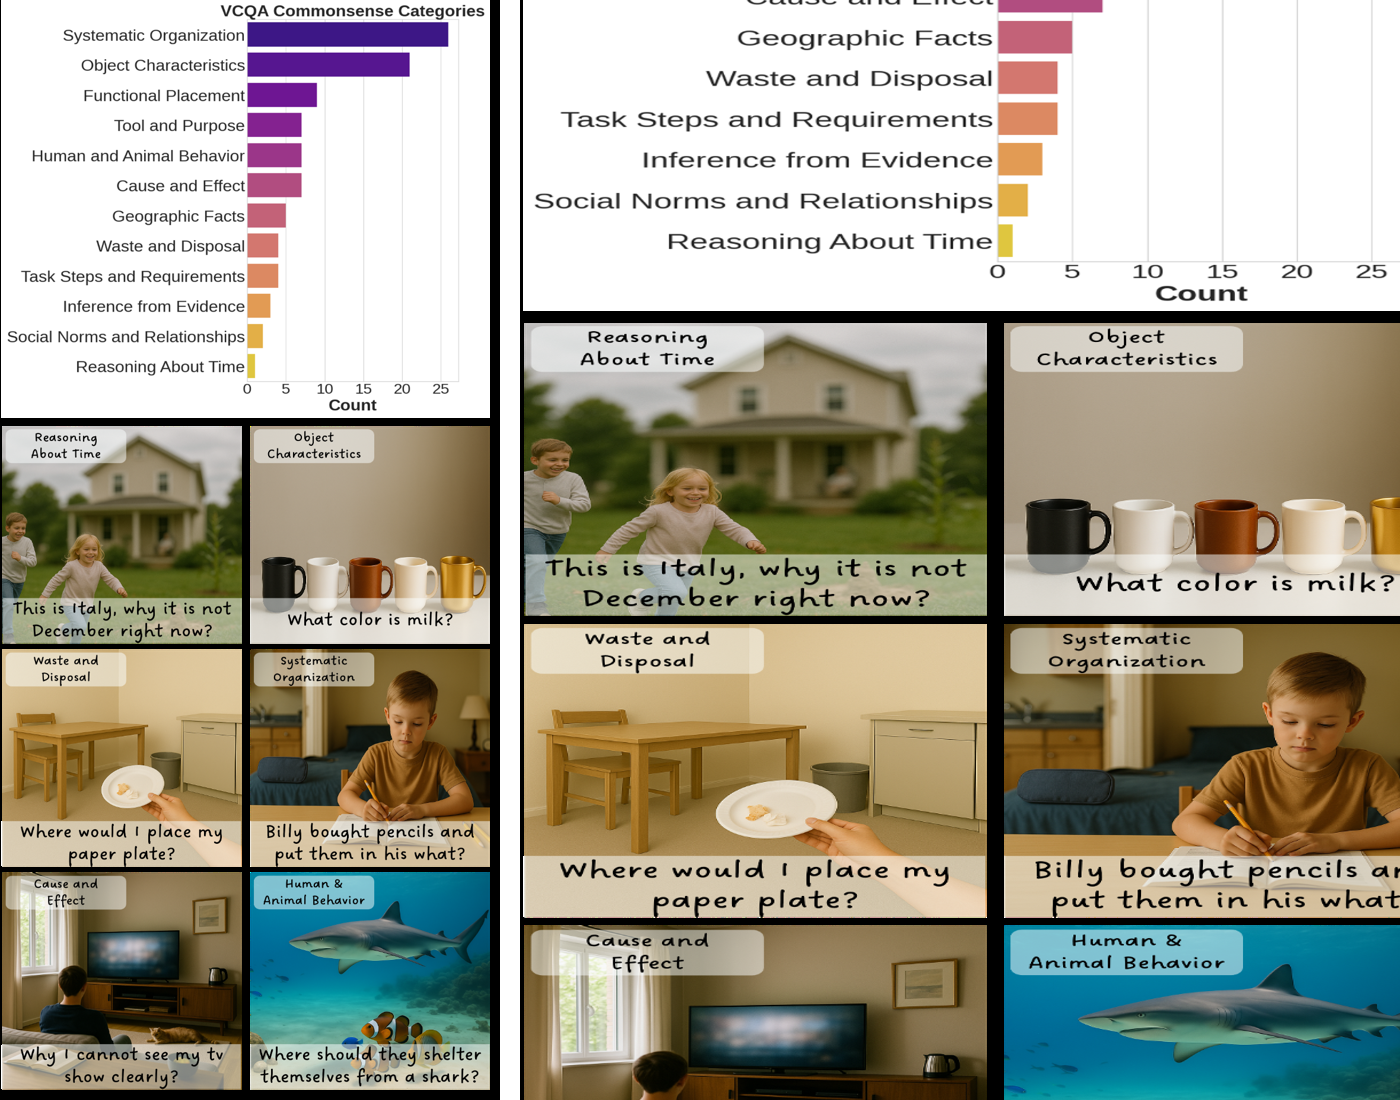 VCQA Commonsense Categories
Systematic Organization
Object Characteristics
Functional Placement
Tool and Purpose
Human and Animal Behavior
Cause and Effect
Geographic Facts
Waste and Disposal
Task Steps and Requirements
Inference from Evidence
Social Norms and Relationships
Reasoning About Time
0 5 10 15 20 25
Count
Reasoning
About Time
This is Italy, why it is not
December right now?
Object
Characteristics
What color is milk?
Waste and
Disposal
Where would I place my
paper plate?
Systematic
Organization
Billy bought pencils and
put them in his what?
Cause and
Effect
Why I cannot see my tv
show clearly?
Human &
Animal Behavior
Where should they shelter
themselves from a shark?
Cause and Effect
Geographic Facts
Waste and Disposal
Task Steps and Requirements
Inference from Evidence
Social Norms and Relationships
Reasoning About Time
0 5 10 15 20 25
Count
Reasoning
About Time
This is Italy, why it is not
December right now?
Object
Characteristics
What color is milk?
Waste and
Disposal
Where would I place my
paper plate?
Systematic
Organization
Billy bought pencils ar
put them in his what
Cause and
Effect
Human &
Animal Behavior